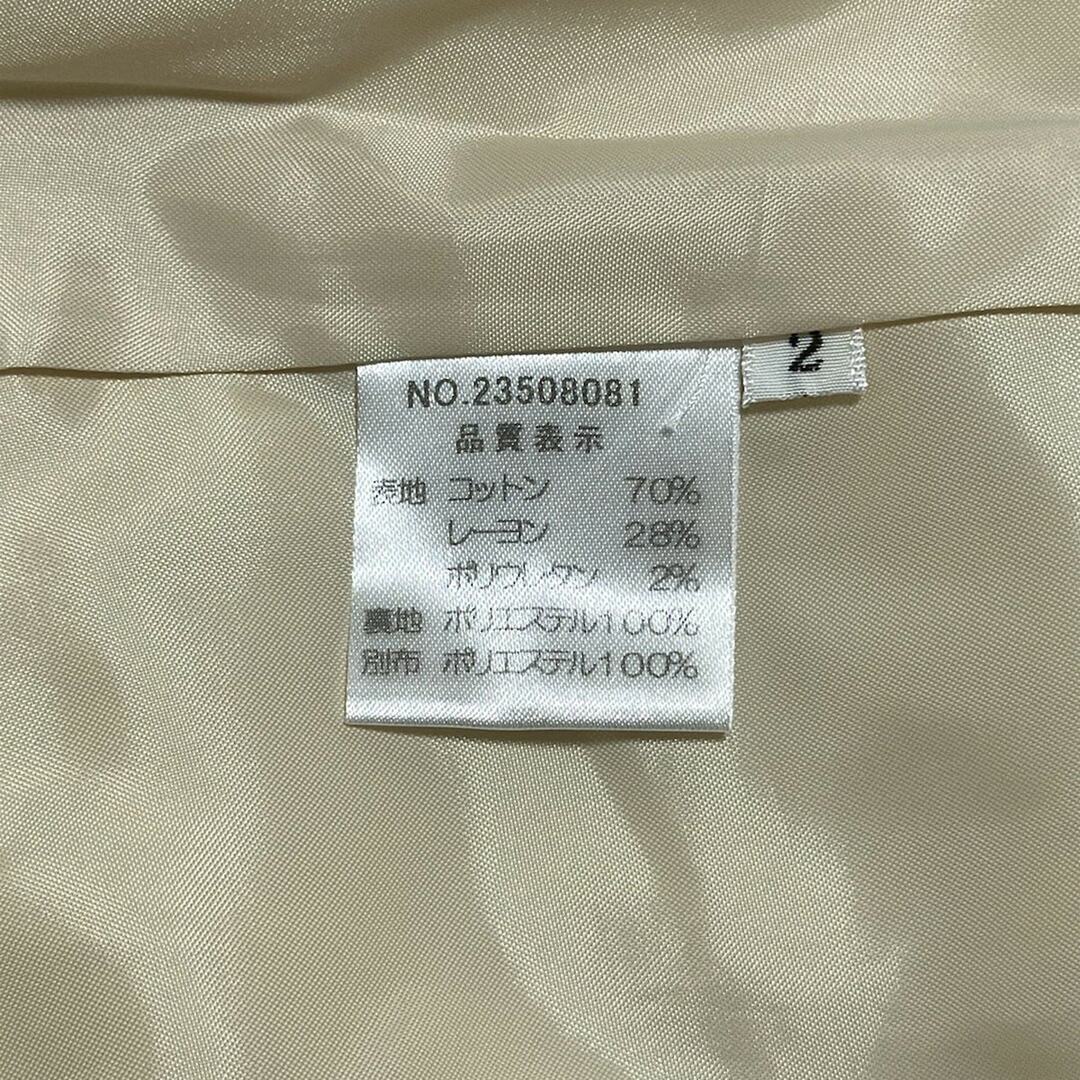 2
NO.23508081
品質表示
表地 コットン 70%
レーヨン 28%
ポリウレタン 2%
裏地 ポリエステル100%
別布 ポリエステル100%